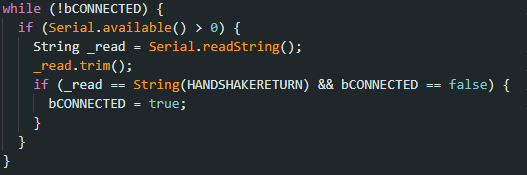 while (!bCONNECTED) {
if (Serial.available() > 0) {
String _read = Serial.readString();
_read.trim();
if (_read == String(HANDSHAKERETURN) && bCONNECTED == false) {
bCONNECTED = true;
}
}
}